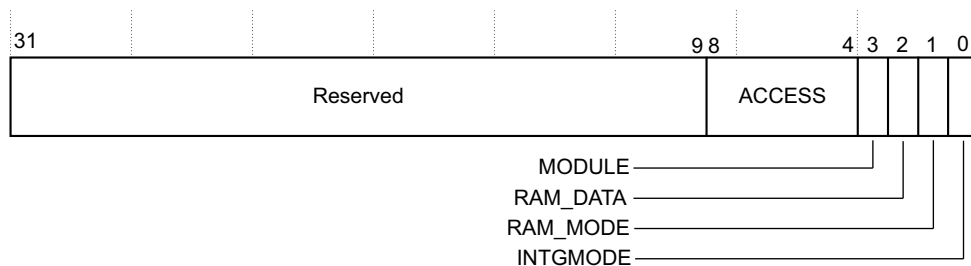 31 9 8 4 3 2 1 0
Reserved ACCESS
MODULE
RAM_DATA
RAM_MODE
INTGMODE